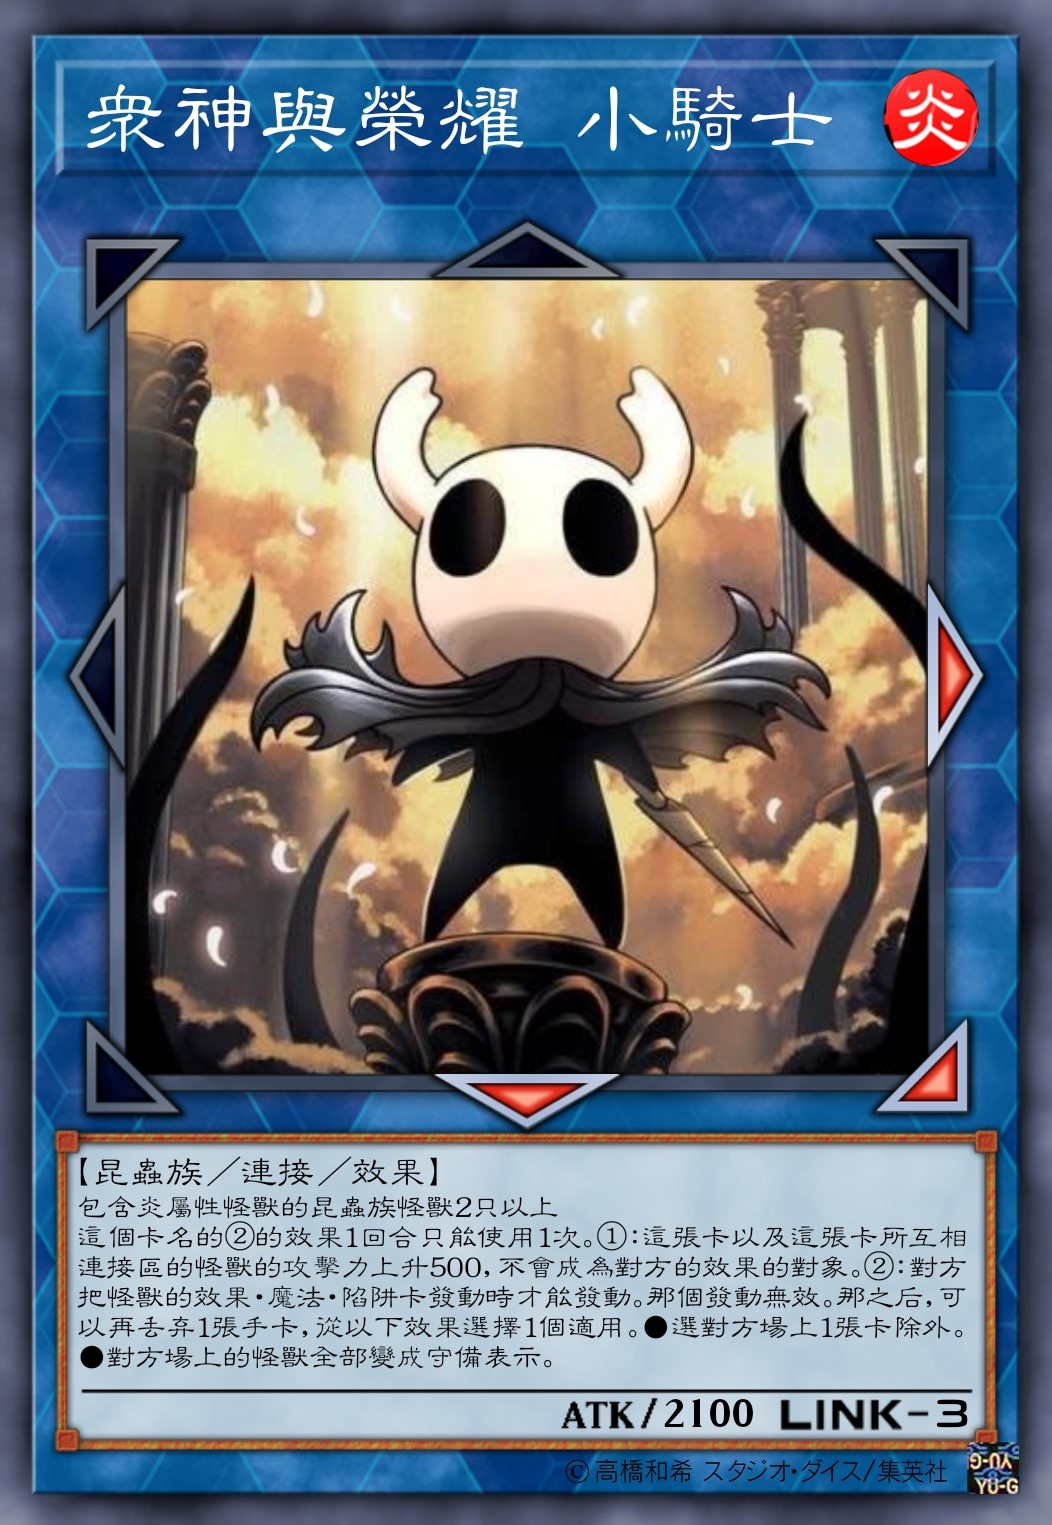 衆神與榮耀 小騎士 炎
【昆蟲族／連接／效果】
包含炎屬性怪獸的昆蟲族怪獸2只以上
這個卡名的②的效果1回合只能使用1次。①：這張卡以及這張卡所互相
連接區的怪獸的攻擊力上升500，不會成為對方的效果的對象。②：對方
把怪獸的效果・魔法・陷阱卡發動時才能發動。那個發動無效。那之后，可
以再丟弃1張手卡，從以下效果選擇1個適用。●選對方場上1張卡除外。
●對方場上的怪獸全部變成守備表示。
ATK/2100 LINK-3
©高橋和希 スタジオ・ダイス/集英社
YU-G
YU-G